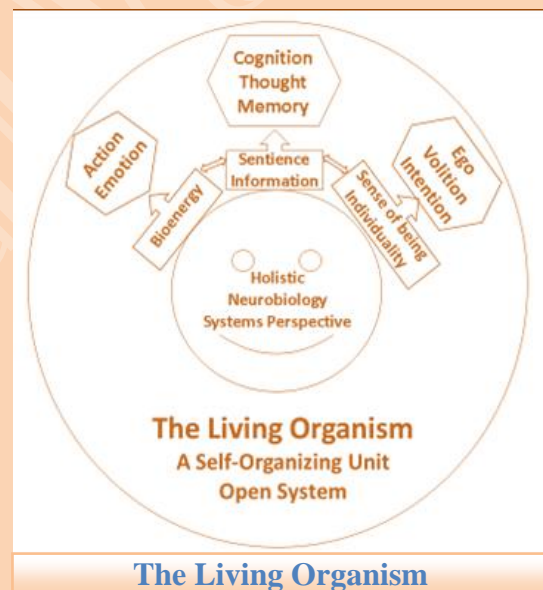 Cognition
Thought
Memory
Action
Emotion
Bioenergy
Sentience
Information
Sense of being
Individuality
Ego
Volition
Intention
Holistic
Neurobiology
Systems Perspective
The Living Organism
A Self-Organizing Unit
Open System
The Living Organism